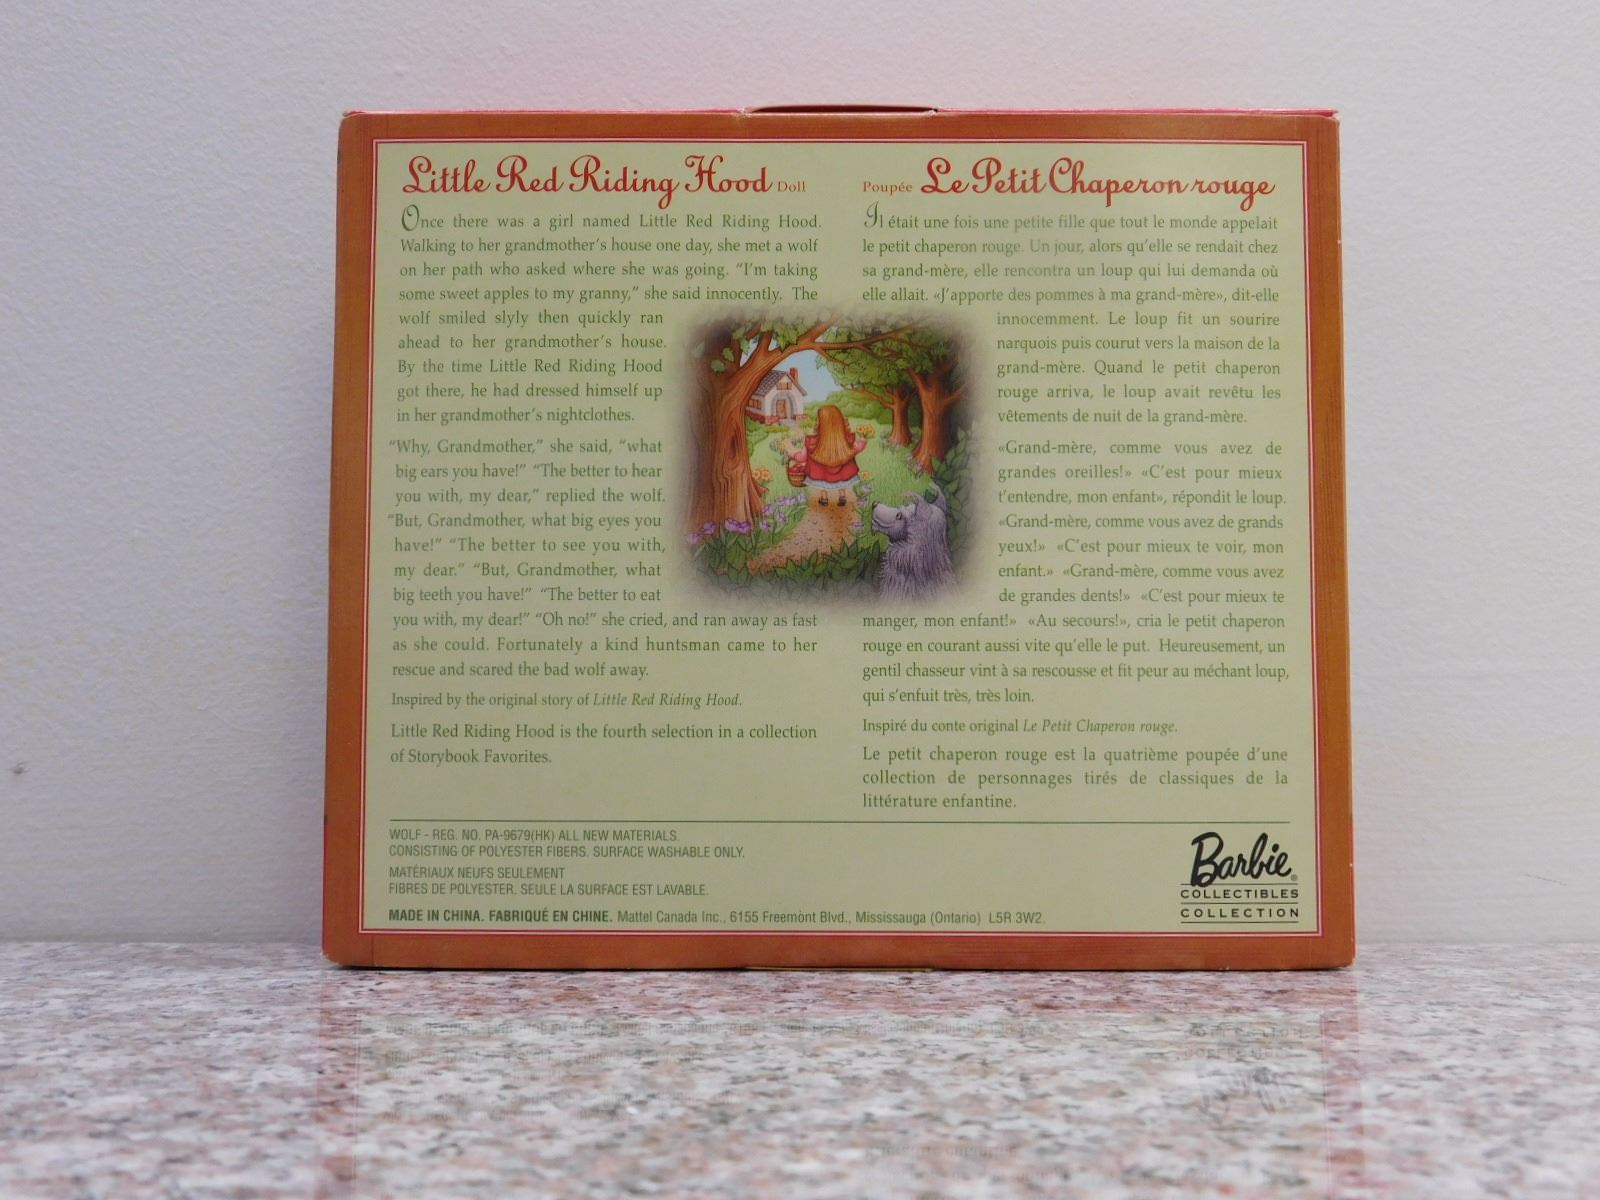 Little Red Riding Hood Doll
Once there was a girl named Little Red Riding Hood.
Walking to her grandmother's house one day, she met a wolf
on her path who asked where she was going. "I'm taking
some sweet apples to my granny," she said innocently. The
wolf smiled slyly then quickly ran
ahead to her grandmother's house.
By the time Little Red Riding Hood
got there, he had dressed himself up
in her grandmother's nightclothes.
"Why, Grandmother," she said, "what
big ears you have!" "The better to hear
you with, my dear," replied the wolf.
"But, Grandmother, what big eyes you
have!" "The better to see you with,
my dear." "But, Grandmother, what
big teeth you have!" "The better to eat
you with, my dear!" "Oh no!" she cried, and ran away as fast
as she could. Fortunately a kind huntsman came to her
rescue and scared the bad wolf away.
Inspired by the original story of Little Red Riding Hood.
Little Red Riding Hood is the fourth selection in a collection
of Storybook Favorites.
Poupée Le Petit Chaperon rouge
Il était une fois une petite fille que tout le monde appelait
le petit chaperon rouge. Un jour, alors qu'elle se rendait chez
sa grand-mère, elle rencontra un loup qui lui demanda où
elle allait. «J'apporte des pommes à ma grand-mère», dit-elle
innocemment. Le loup fit un sourire
narquois puis courut vers la maison de la
grand-mère. Quand le petit chaperon
rouge arriva, le loup avait revêtu les
vêtements de nuit de la grand-mère.
«Grand-mère, comme vous avez de
grandes oreilles!» «C'est pour mieux
t'entendre, mon enfant», répondit le loup.
«Grand-mère, comme vous avez de grands
yeux!» «C'est pour mieux te voir, mon
enfant.» «Grand-mère, comme vous avez
de grandes dents!» «C'est pour mieux te
manger, mon enfant!» «Au secours!», cria le petit chaperon
rouge en courant aussi vite qu'elle le put. Heureusement, un
gentil chasseur vint à sa rescousse et fit peur au méchant loup,
qui s'enfuit très, très loin.
Inspiré du conte original Le Petit Chaperon rouge.
Le petit chaperon rouge est la quatrième poupée d'une
collection de personnages tirés de classiques de la
littérature enfantine.
WOLF - REG. NO. PA-9679(HK) ALL NEW MATERIALS.
CONSISTING OF POLYESTER FIBERS. SURFACE WASHABLE ONLY.
MATÉRIAUX NEUFS SEULEMENT
FIBRES DE POLYESTER. SEULE LA SURFACE EST LAVABLE.
MADE IN CHINA. FABRIQUÉ EN CHINE. Mattel Canada Inc., 6155 Freemont Blvd., Mississauga (Ontario) L5R 3W2.
Barbie®
COLLECTIBLES
COLLECTION